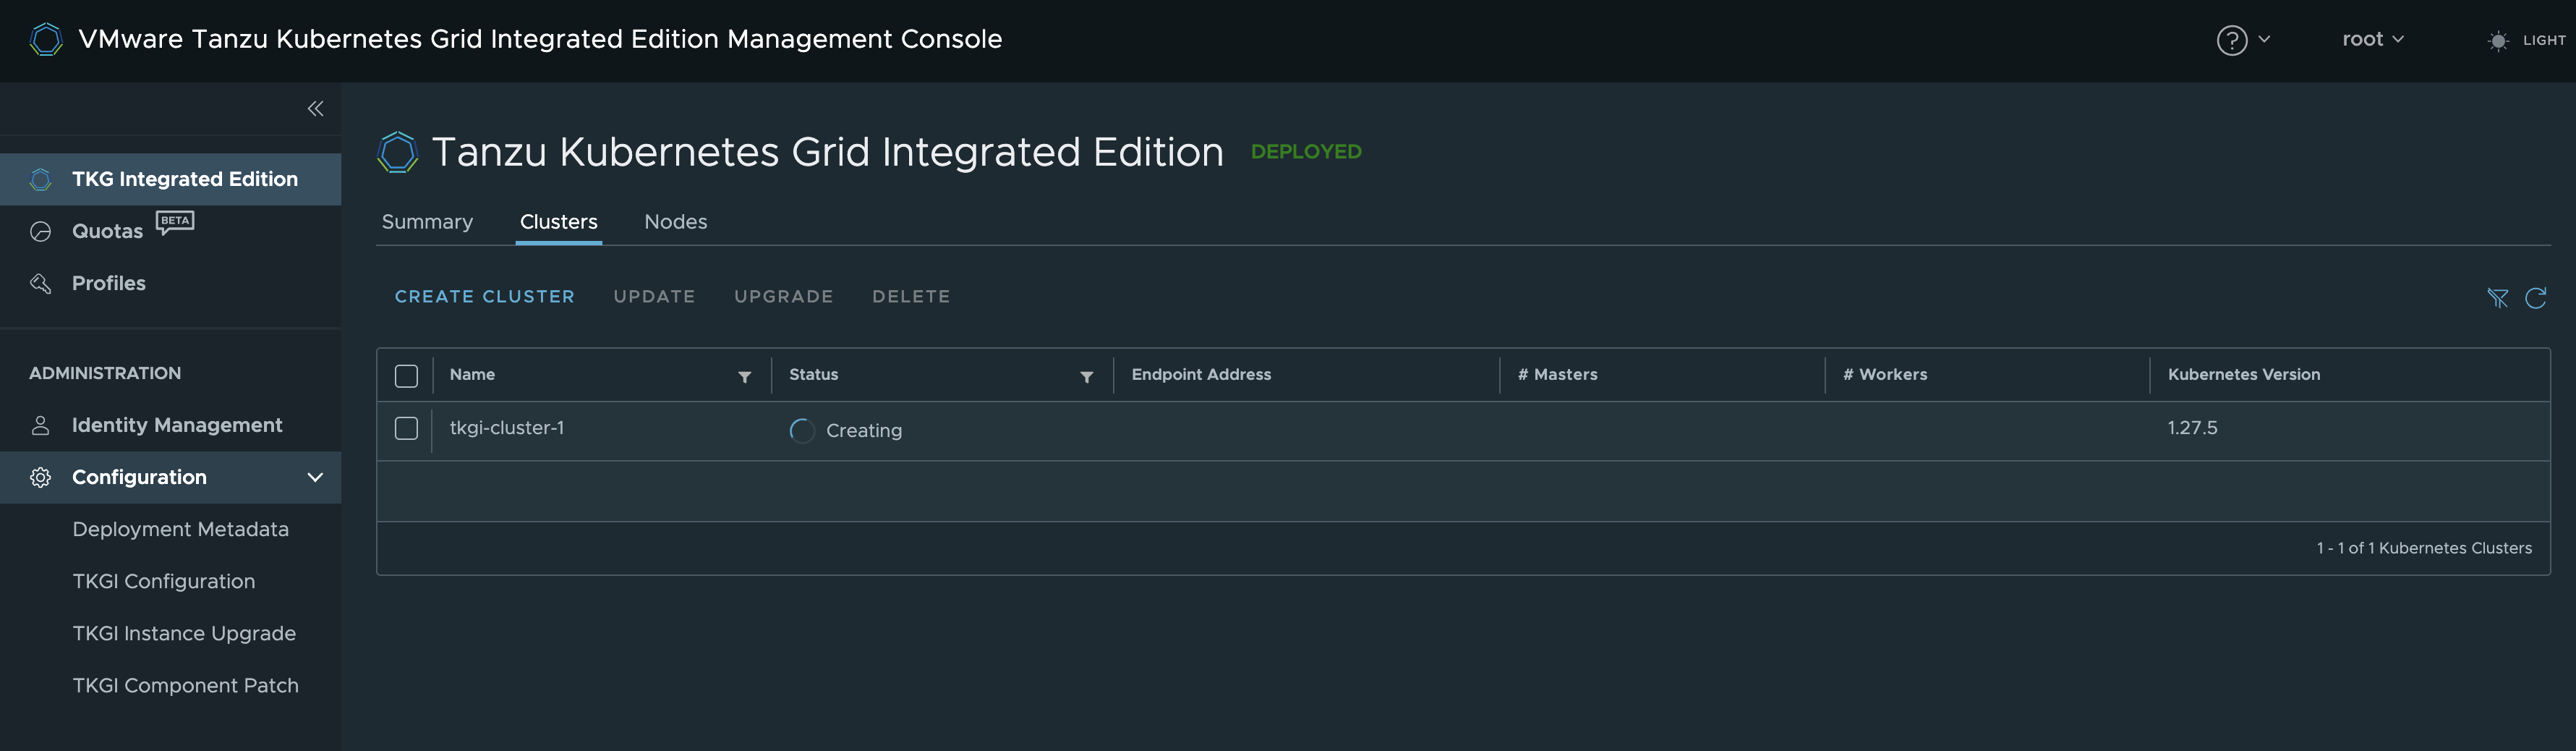 VMware Tanzu Kubernetes Grid Integrated Edition Management Console
root
LIGHT
TKG Integrated Edition
Quotas BETA
Profiles
ADMINISTRATION
Identity Management
Configuration
Deployment Metadata
TKGI Configuration
TKGI Instance Upgrade
TKGI Component Patch
Tanzu Kubernetes Grid Integrated Edition DEPLOYED
Summary Clusters Nodes
CREATE CLUSTER UPDATE UPGRADE DELETE
Name Status Endpoint Address # Masters # Workers Kubernetes Version
tkgi-cluster-1 Creating 1.27.5
1 - 1 of 1 Kubernetes Clusters